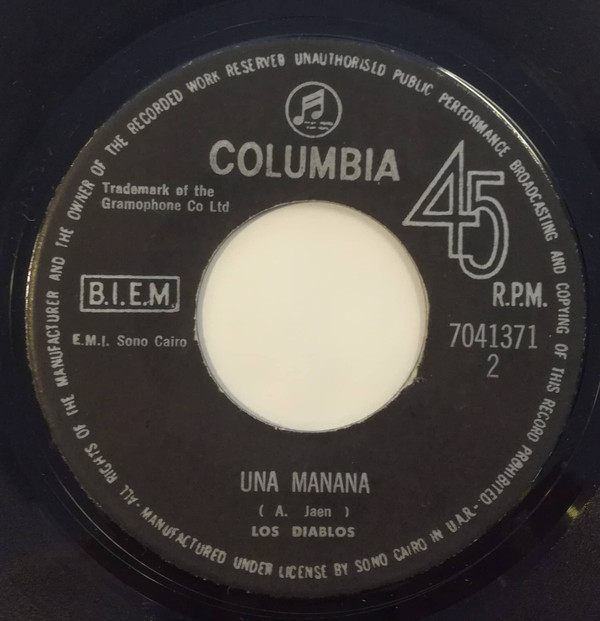 ALL RIGHTS OF THE MANUFACTURER AND THE OWNER OF THE RECORDED WORK RESERVED UNAUTHORISED PUBLIC PERFORMANCE BROADCASTING AND COPYING OF THIS RECORD PROHIBITED-
COLUMBIA
Trademark of the
Gramophone Co Ltd
45
R.P.M.
B.I.E.M.
E.M.I. Sono Cairo
7041371
2
UNA MANANA
( A. Jaen )
LOS DIABLOS
- MANUFACTURED UNDER LICENSE BY SONO CAIRO IN U.A.R-